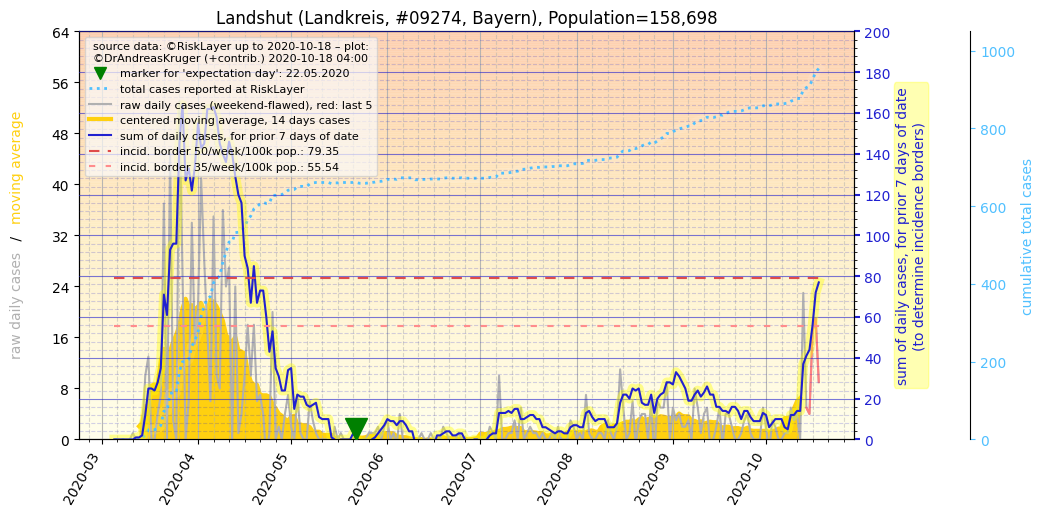 Landshut (Landkreis, #09274, Bayern), Population=158,698
source data: ©RiskLayer up to 2020-10-18 – plot:
©DrAndreasKruger (+contrib.) 2020-10-18 04:00
marker for 'expectation day': 22.05.2020
total cases reported at RiskLayer
raw daily cases (weekend-flawed), red: last 5
centered moving average, 14 days cases
sum of daily cases, for prior 7 days of date
incid. border 50/week/100k pop.: 79.35
incid. border 35/week/100k pop.: 55.54
raw daily cases / moving average
64
56
48
40
32
24
16
8
0
2020-03
2020-04
2020-05
2020-06
2020-07
2020-08
2020-09
2020-10
200
180
160
140
120
100
80
60
40
20
0
sum of daily cases, for prior 7 days of date
(to determine incidence borders)
1000
800
600
400
200
0
cumulative total cases